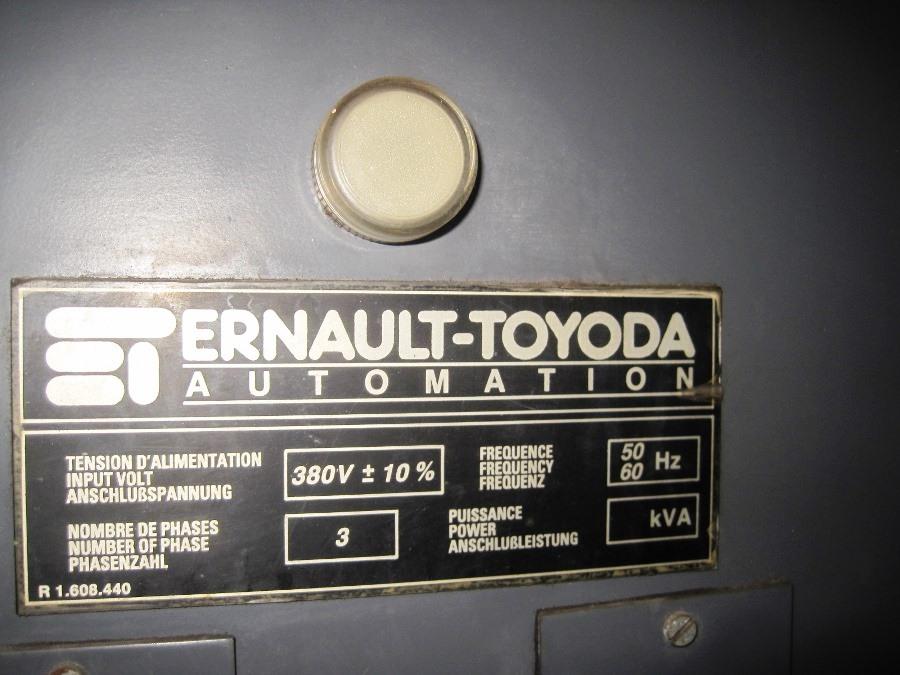 ERNAULT-TOYODA
AUTOMATION
TENSION D'ALIMENTATION
INPUT VOLT
ANSCHLUßSPANNUNG
380V ± 10 %
FREQUENCE
FREQUENCY
FREQUENZ
50
60 Hz
NOMBRE DE PHASES
NUMBER OF PHASE
PHASENZAHL
3
PUISSANCE
POWER
ANSCHLUßLEISTUNG
kVA
R 1.608.440